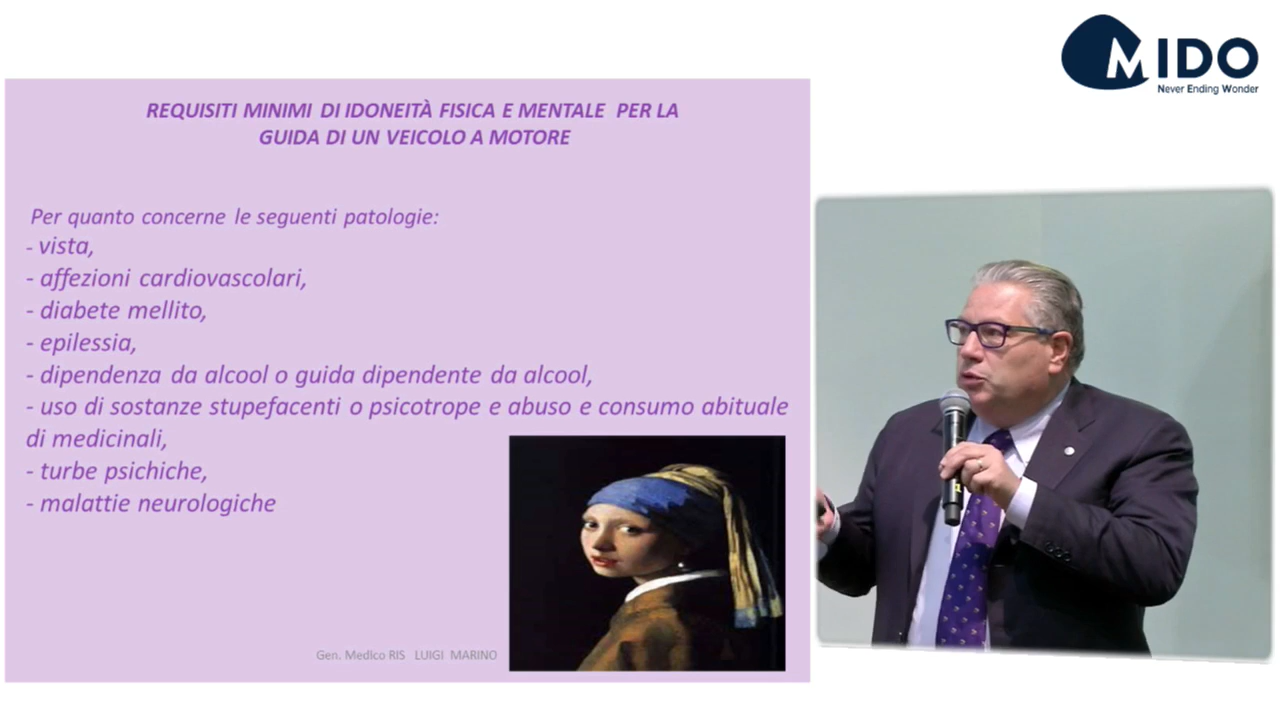 MIDO
Never Ending Wonder
REQUISITI MINIMI DI IDONEITÀ FISICA E MENTALE PER LA
GUIDA DI UN VEICOLO A MOTORE
Per quanto concerne le seguenti patologie:
- vista,
- affezioni cardiovascolari,
- diabete mellito,
- epilessia,
- dipendenza da alcool o guida dipendente da alcool,
- uso di sostanze stupefacenti o psicotrope e abuso e consumo abituale
di medicinali,
- turbe psichiche,
- malattie neurologiche
Gen. Medico RIS LUIGI MARINO